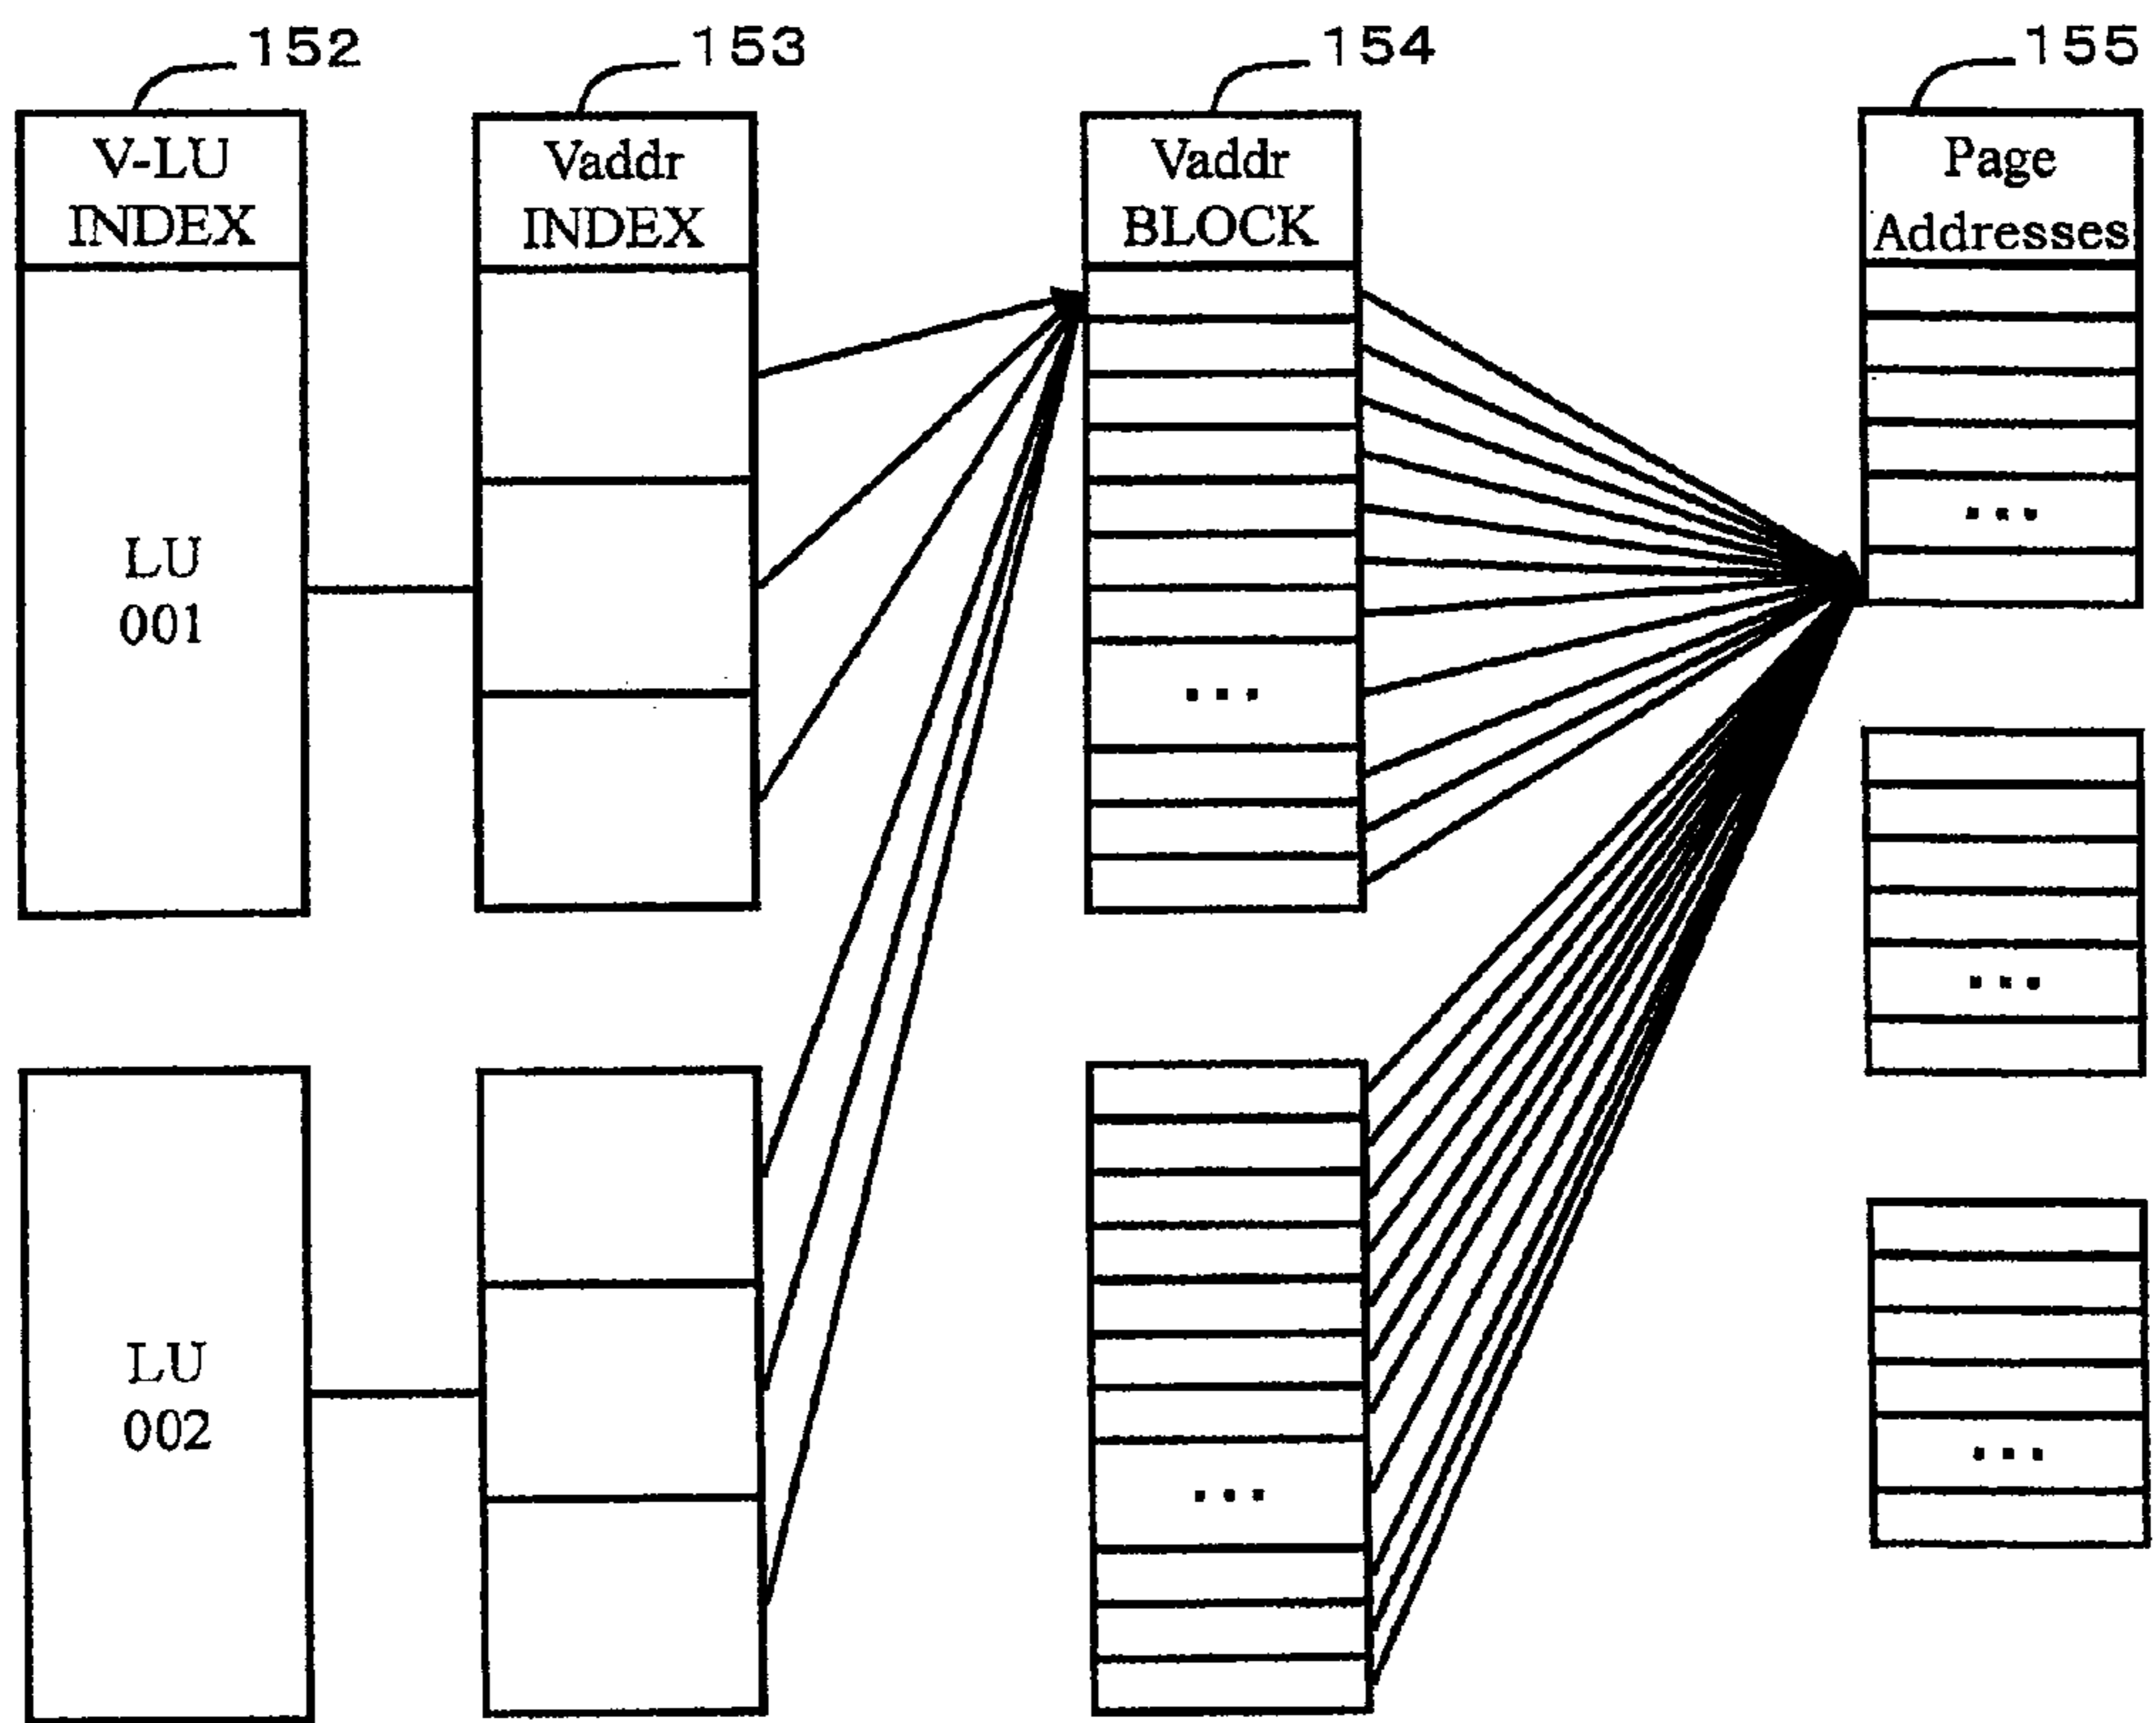 152
153
154
155
V-LU
INDEX
Vaddr
INDEX
Vaddr
BLOCK
Page
Addresses
LU
001
...
...
...
LU
002
...
...